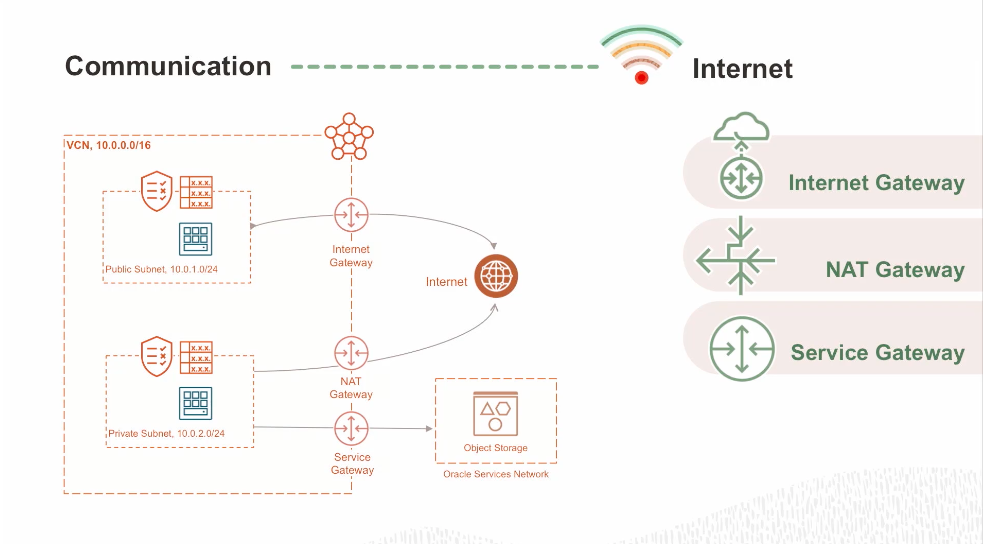 Communication
Internet
VCN, 10.0.0.0/16
x.x.x.
x.x.x.
x.x.x.
Public Subnet, 10.0.1.0/24
Internet
Gateway
Internet
x.x.x.
x.x.x.
x.x.x.
Private Subnet, 10.0.2.0/24
NAT
Gateway
Service
Gateway
Object Storage
Oracle Services Network
Internet Gateway
NAT Gateway
Service Gateway